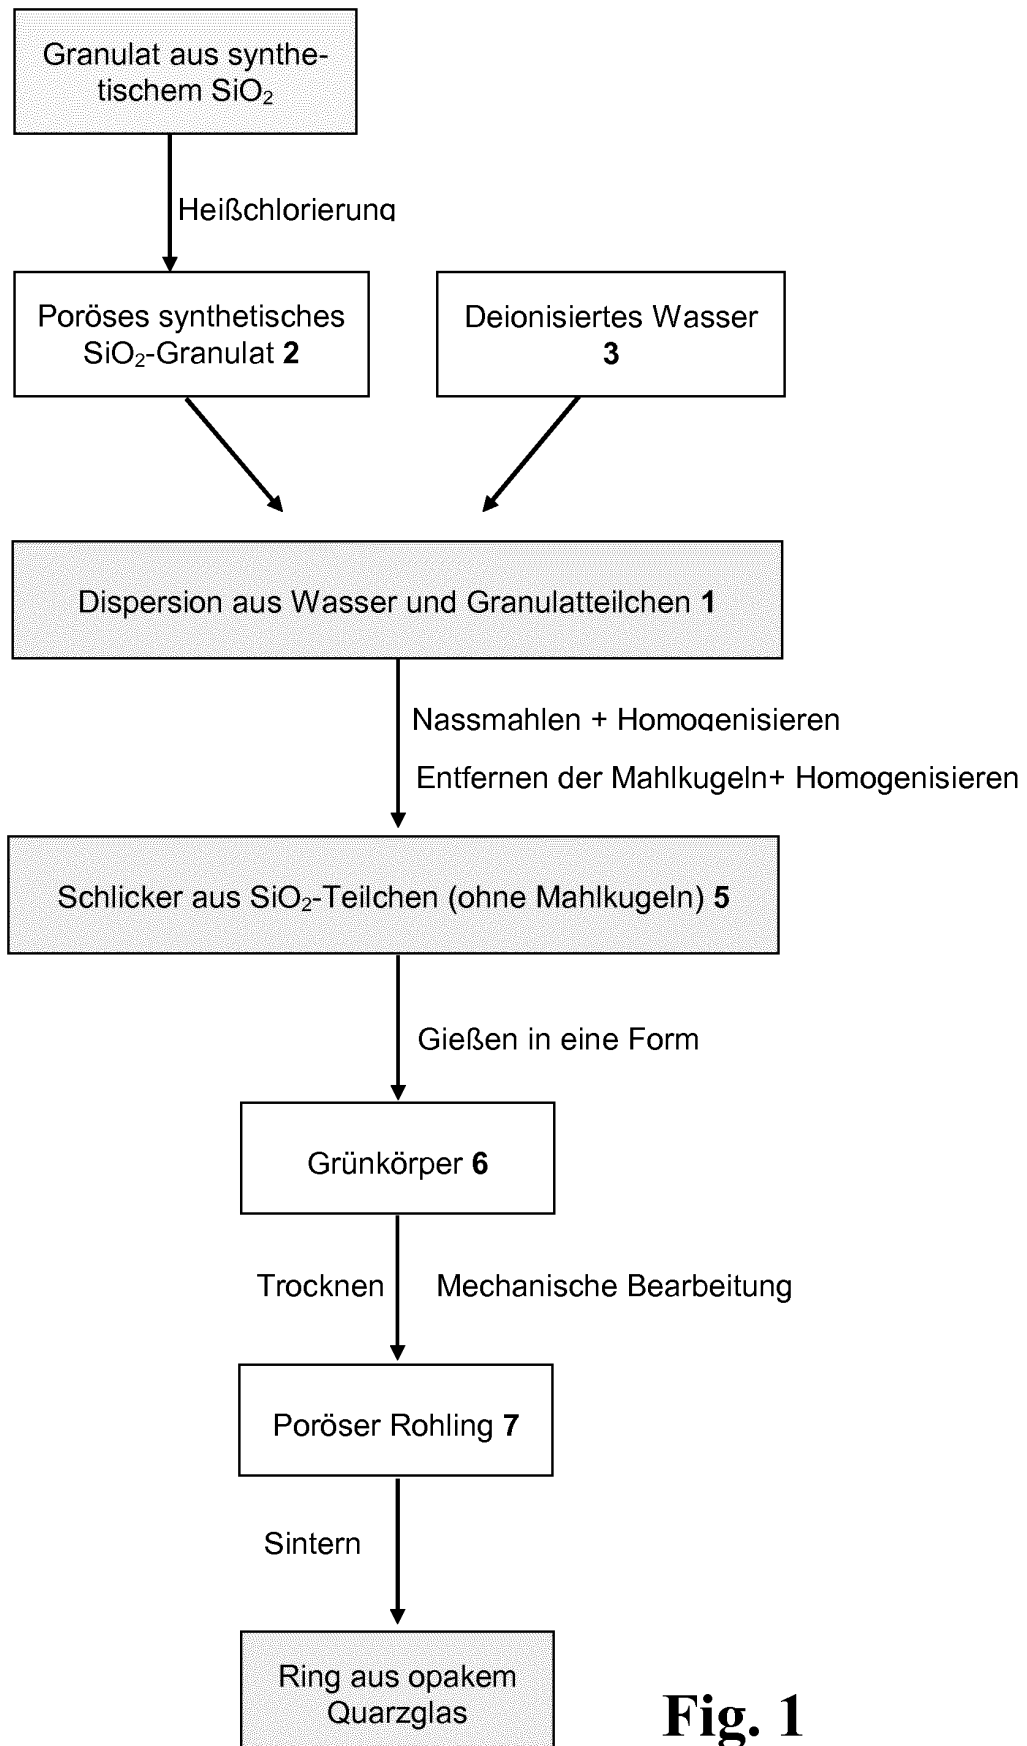 Granulat aus synthe-
tischem SiO₂
Heißchlorierung
Poröses synthetisches
SiO₂-Granulat 2
Deionisiertes Wasser
3
Dispersion aus Wasser und Granulatteilchen 1
Nassmahlen + Homogenisieren
Entfernen der Mahlkugeln+ Homogenisieren
Schlicker aus SiO₂-Teilchen (ohne Mahlkugeln) 5
Gießen in eine Form
Grünkörper 6
Trocknen
Mechanische Bearbeitung
Poröser Rohling 7
Sintern
Ring aus opakem
Quarzglas
Fig. 1